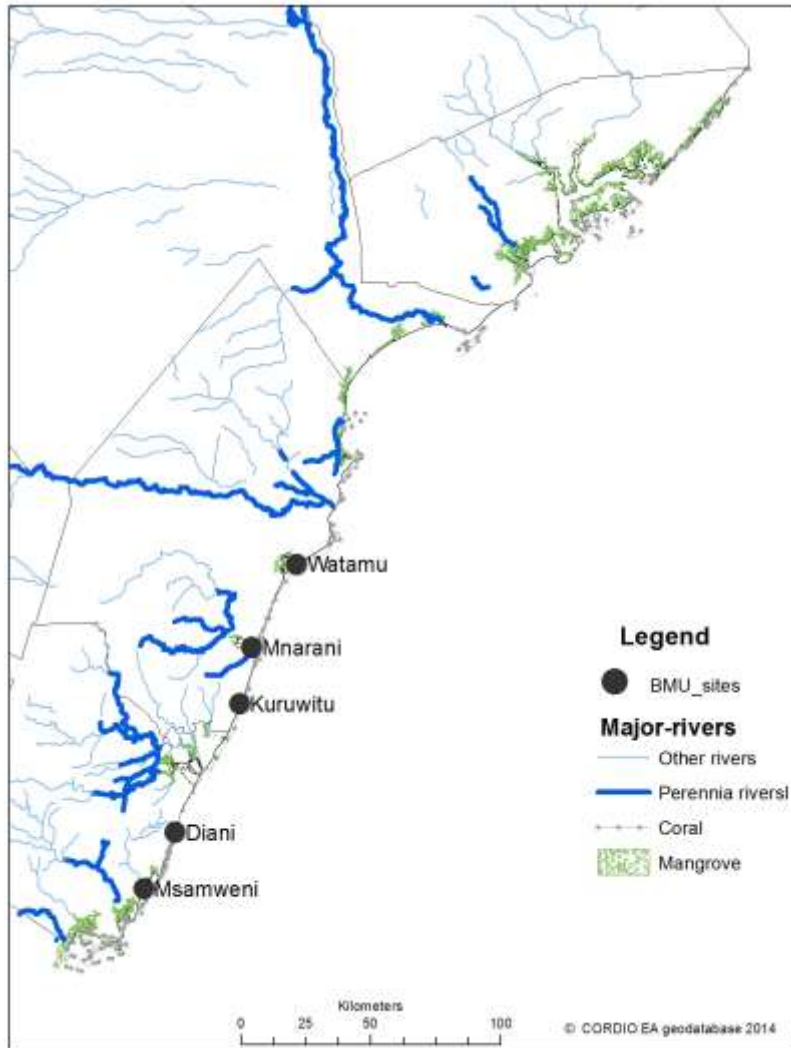 Watamu
Mnarani
Kuruwitu
Diani
Msamweni
Legend
BMU_sites
Major-rivers
Other rivers
Perennia riversl
Coral
Mangrove
Kilometers
0 25 50 100
© CORDIO EA geodatabase 2014